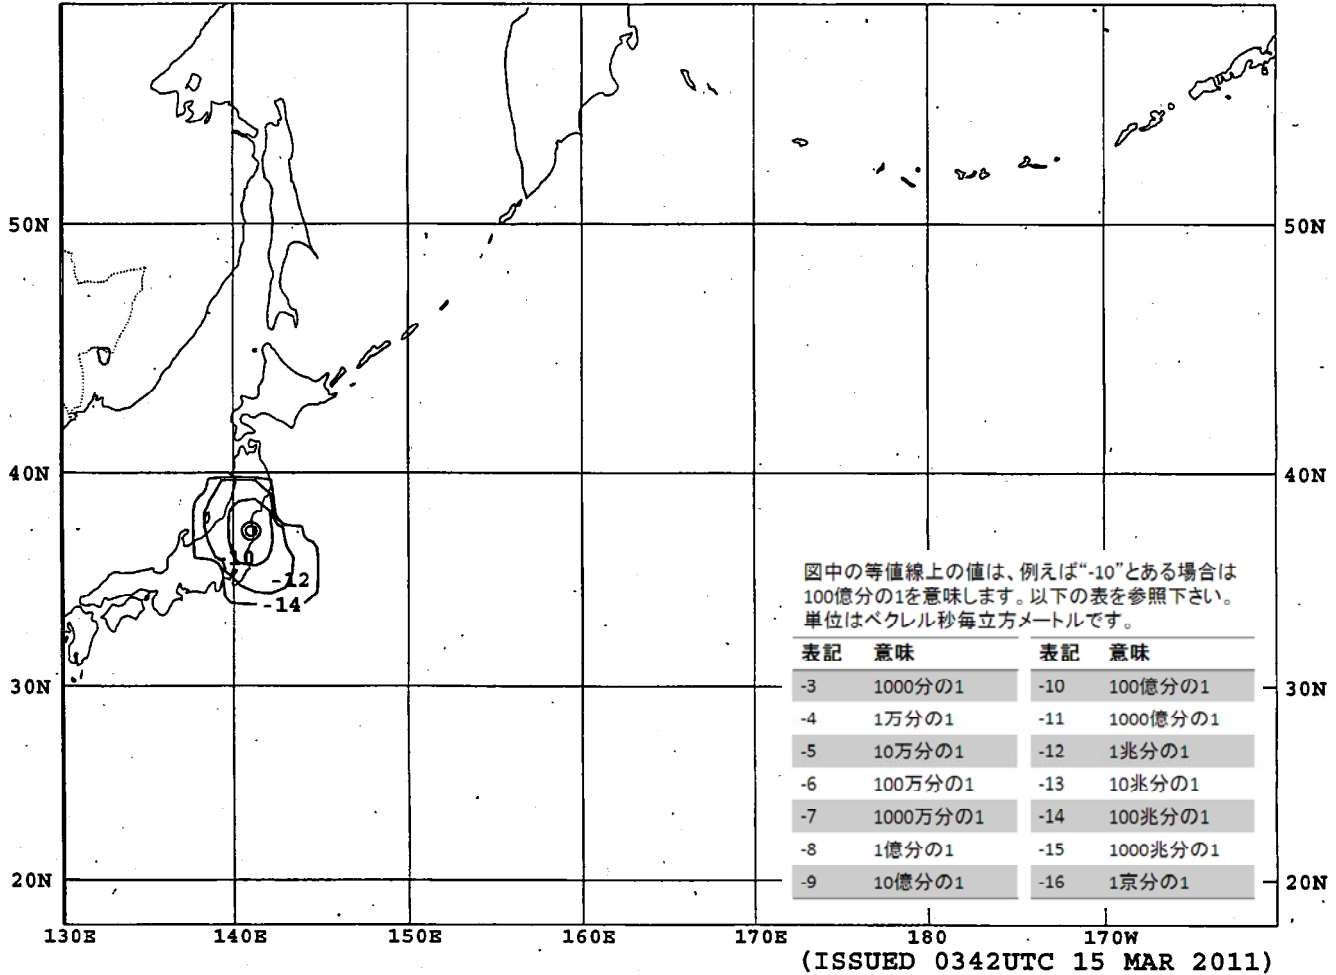 50N
50N
40N
40N
-10
-12
-14
図中の等値線上の値は、例えば“-10”とある場合は
100億分の1を意味します。以下の表を参照下さい。
単位はベクレル秒毎立方メートルです。
表記 意味 表記 意味
-3 1000分の1 -10 100億分の1
30N
30N
-4 1万分の1 -11 1000億分の1
-5 10万分の1 -12 1兆分の1
-6 100万分の1 -13 10兆分の1
-7 1000万分の1 -14 100兆分の1
-8 1億分の1 -15 1000兆分の1
-9 10億分の1 -16 1京分の1
20N
20N
130E 140E 150E 160E 170E 180 170W
(ISSUED 0342UTC 15 MAR 2011)